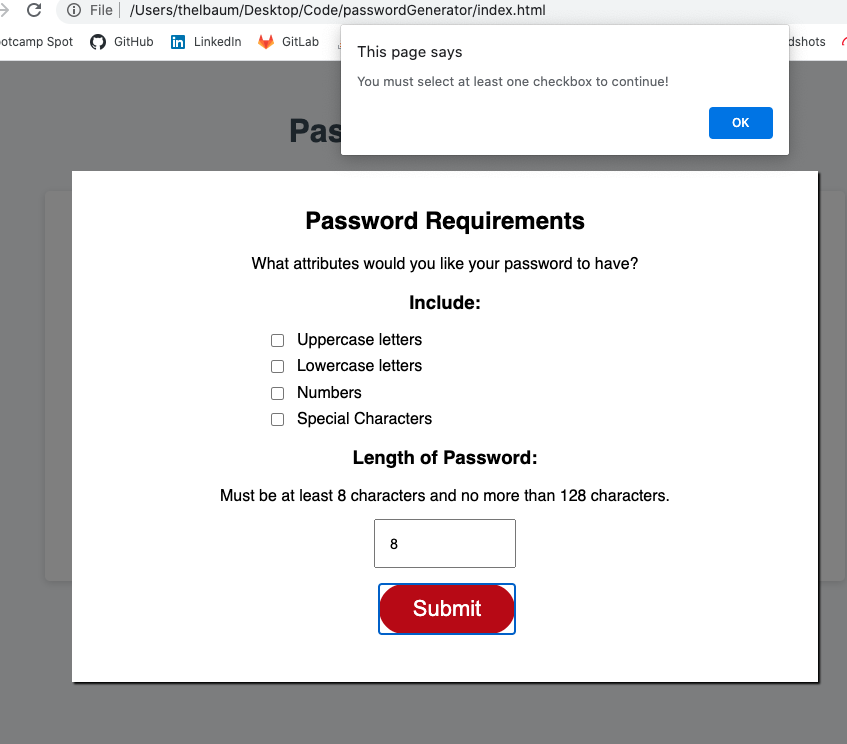 File | /Users/thelbaum/Desktop/Code/passwordGenerator/index.html
otcamp Spot GitHub LinkedIn GitLab dshots
This page says
You must select at least one checkbox to continue!
OK
Pas
Password Requirements
What attributes would you like your password to have?
Include:
Uppercase letters
Lowercase letters
Numbers
Special Characters
Length of Password:
Must be at least 8 characters and no more than 128 characters.
8
Submit